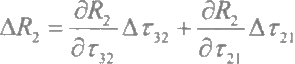 ΔR₂ = ∂R₂/∂τ₃₂ Δτ₃₂ + ∂R₂/∂τ₂₁ Δτ₂₁